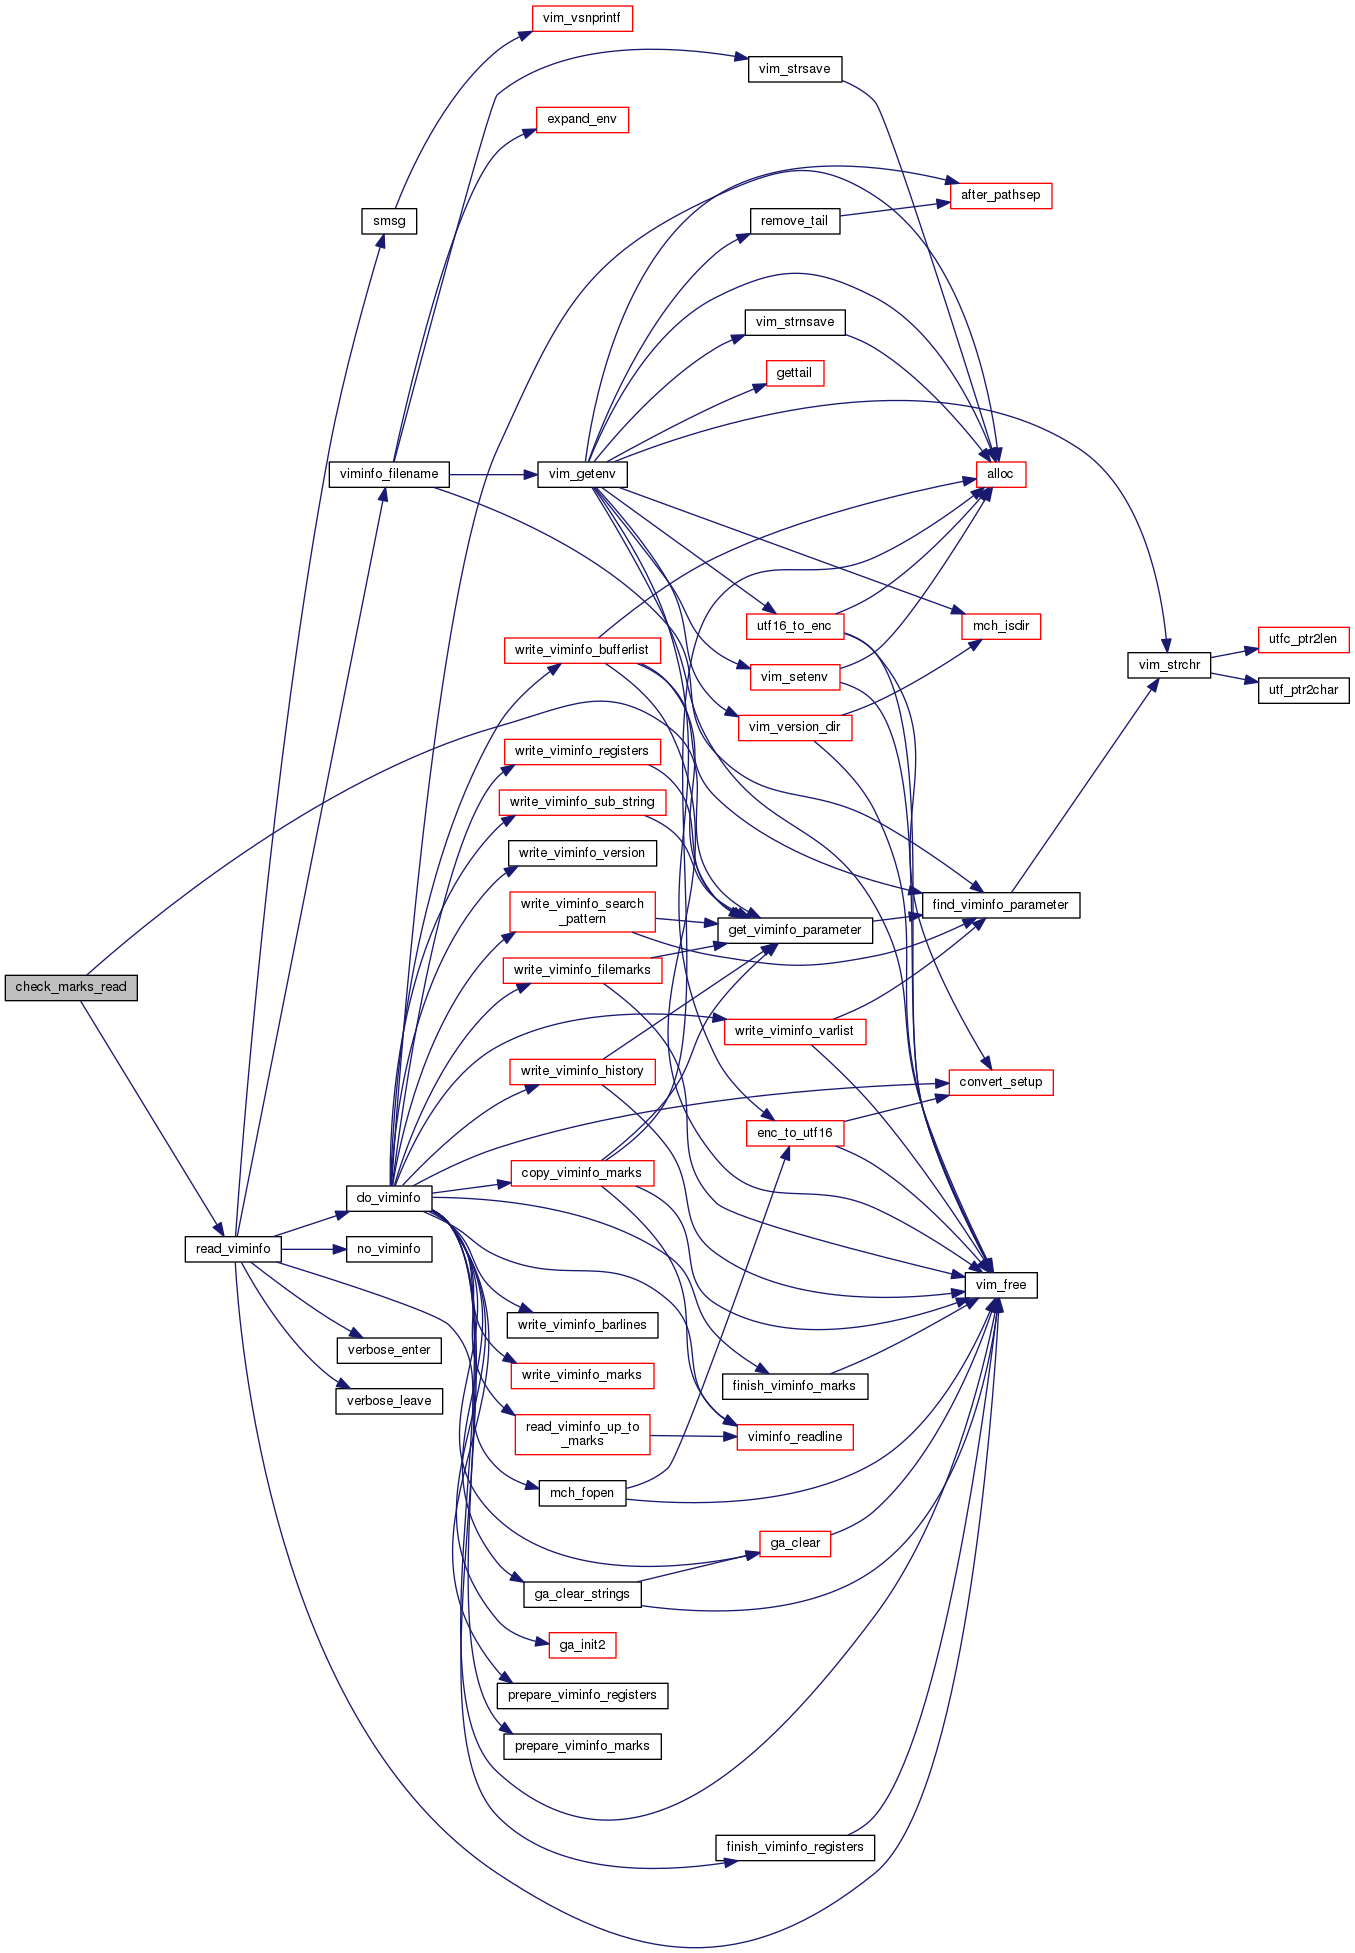 vim_vsnprintf
vim_strsave
expand_env
after_pathsep
smsg
remove_tail
vim_strnsave
gettail
viminfo_filename
vim_getenv
alloc
utf16_to_enc
mch_isdir
utfc_ptr2len
write_viminfo_bufferlist
vim_strchr
vim_setenv
utf_ptr2char
vim_version_dir
write_viminfo_registers
write_viminfo_sub_string
write_viminfo_version
write_viminfo_search
_pattern
find_viminfo_parameter
get_viminfo_parameter
write_viminfo_filemarks
check_marks_read
write_viminfo_varlist
write_viminfo_history
convert_setup
enc_to_utf16
copy_viminfo_marks
do_viminfo
read_viminfo
no_viminfo
vim_free
write_viminfo_barlines
verbose_enter
write_viminfo_marks
finish_viminfo_marks
verbose_leave
read_viminfo_up_to
_marks
viminfo_readline
mch_fopen
ga_clear
ga_clear_strings
ga_init2
prepare_viminfo_registers
prepare_viminfo_marks
finish_viminfo_registers